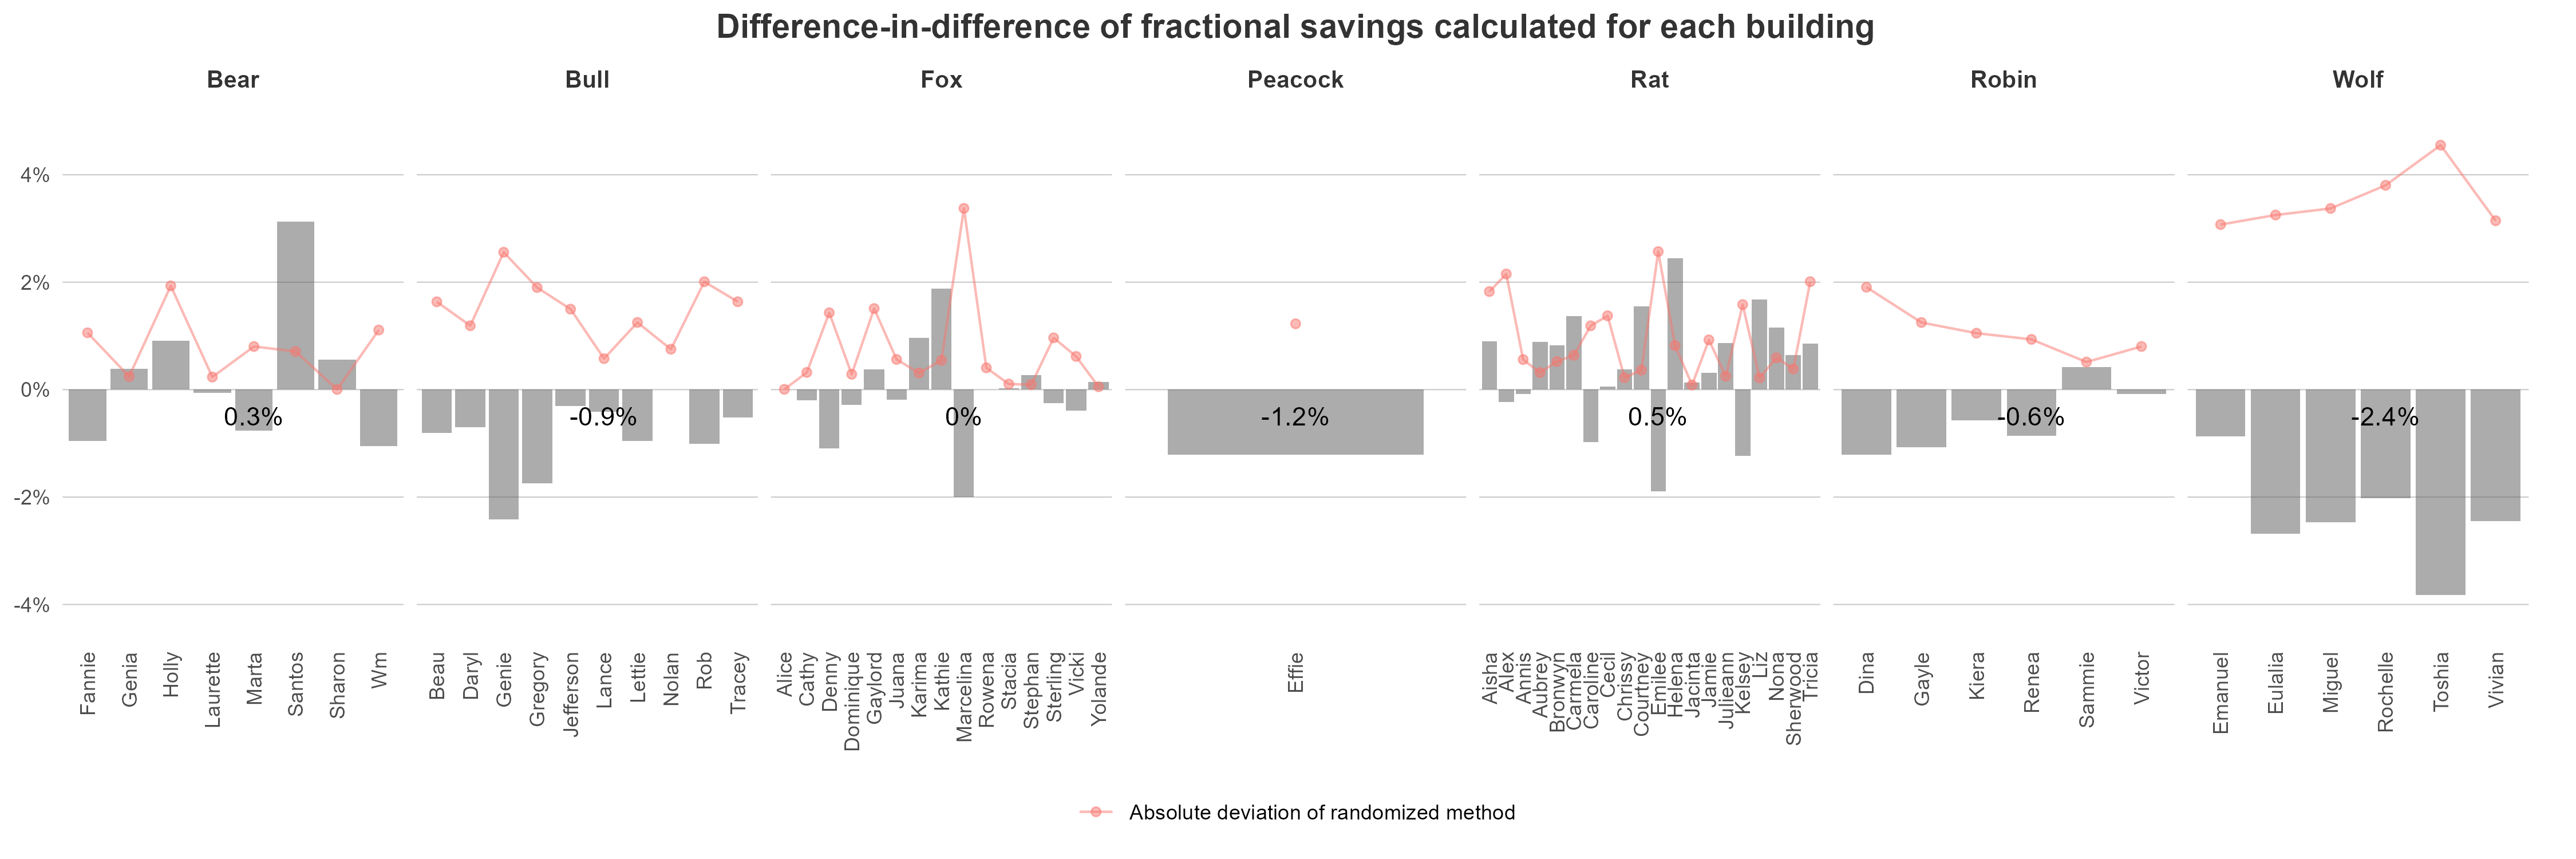 Difference-in-difference of fractional savings calculated for each building
Bear Bull Fox Peacock Rat Robin Wolf
4%
2%
0%
-2%
-4%
0.3% -0.9% 0% -1.2% 0.5% -0.6% -2.4%
Fannie Genia Holly Laurette Marta Santos Sharon Wm
Beau Daryl Genie Gregory Jefferson Lance Lettie Nolan Rob Tracey
Alice Cathy Denny Dominique Gaylord Juana Karima Kathie Marcelina Rowena Stacia Stephan Sterling Vicki Yolande
Effie
Aisha Alex Annis Aubrey Bronwyn Carmela Caroline Cecil Chrissy Courtney Emilee Helena Jacinta Jamie Julieann Kelsey Liz Nona Sherwood Tricia
Dina Gayle Kiera Renea Sammie Victor
Emanuel Eulalia Miguel Rochelle Toshia Vivian
Absolute deviation of randomized method